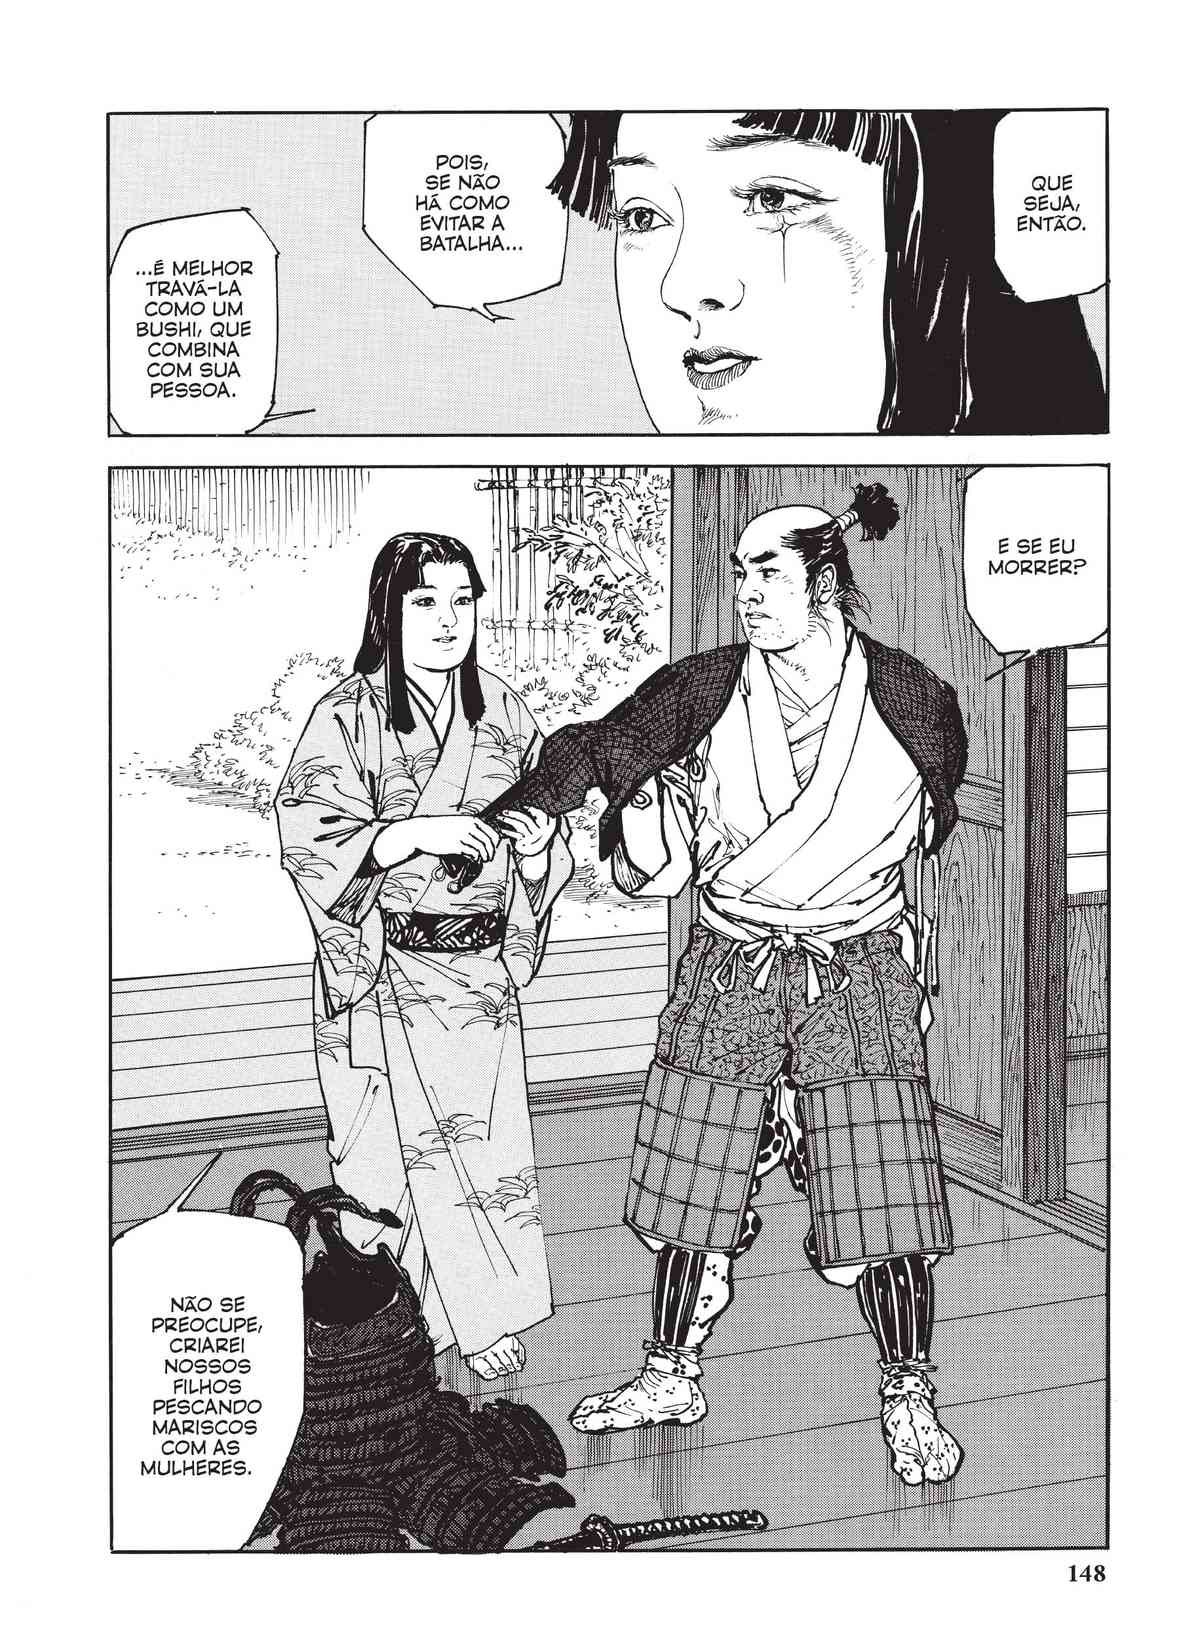 QUE
SEJA,
ENTÃO.
POIS,
SE NÃO
HÁ COMO
EVITAR A
BATALHA...
...É MELHOR
TRAVÁ-LA
COMO UM
BUSHI, QUE
COMBINA
COM SUA
PESSOA.
E SE EU
MORRER?
NÃO SE
PREOCUPE,
CRIAREI
NOSSOS
FILHOS
PESCANDO
MARISCOS
COM AS
MULHERES.
148